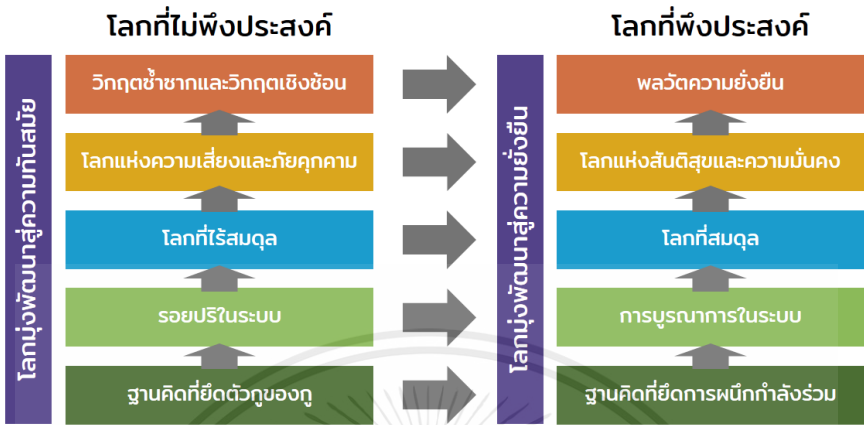 โลกที่ไม่พึงประสงค์
โลกมุ่งพัฒนาสู่ความทันสมัย
วิกฤตซ้ำซากและวิกฤตเชิงซ้อน
โลกแห่งความเสี่ยงและภัยคุกคาม
โลกที่ไร้สมดุล
รอยปริในระบบ
ฐานคิดที่ยึดตัวกูของกู
โลกที่พึงประสงค์
โลกมุ่งพัฒนาสู่ความยั่งยืน
พลวัตความยั่งยืน
โลกแห่งสันติสุขและความมั่นคง
โลกที่สมดุล
การบูรณาการในระบบ
ฐานคิดที่ยึดการผนึกกำลังร่วม